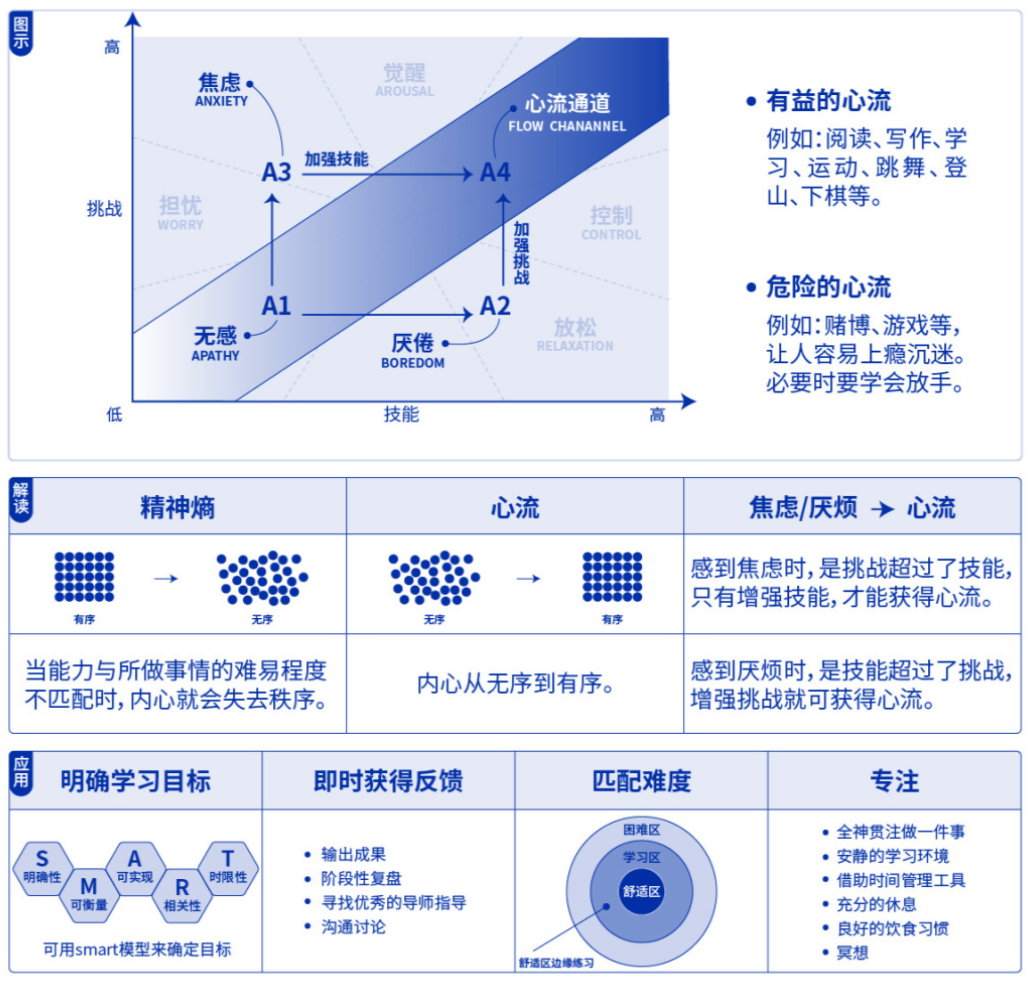 图示
高
焦虑
ANXIETY
觉醒
AROUSAL
心流通道
FLOW CHANANNEL
A3
加强技能
A4
挑战
担忧
WORRY
控制
CONTROL
加强挑战
A1
A2
无感
APATHY
厌倦
BOREDOM
放松
RELAXATION
低
技能
高
• 有益的心流
例如：阅读、写作、学
习、运动、跳舞、登
山、下棋等。
• 危险的心流
例如：赌博、游戏等，
让人容易上瘾沉迷。
必要时要学会放手。
解读
精神熵
心流
焦虑/厌烦 → 心流
有序
→
无序
无序
→
有序
感到焦虑时，是挑战超过了技能，
只有增强技能，才能获得心流。
当能力与所做事情的难易程度
不匹配时，内心就会失去秩序。
内心从无序到有序。
感到厌烦时，是技能超过了挑战，
增强挑战就可获得心流。
应用
明确学习目标
即时获得反馈
匹配难度
专注
S
明确性
M
可衡量
A
可实现
R
相关性
T
时限性
可用smart模型来确定目标
• 输出成果
• 阶段性复盘
• 寻找优秀的导师指导
• 沟通讨论
困难区
学习区
舒适区
舒适区边缘练习
• 全神贯注做一件事
• 安静的学习环境
• 借助时间管理工具
• 充分的休息
• 良好的饮食习惯
• 冥想